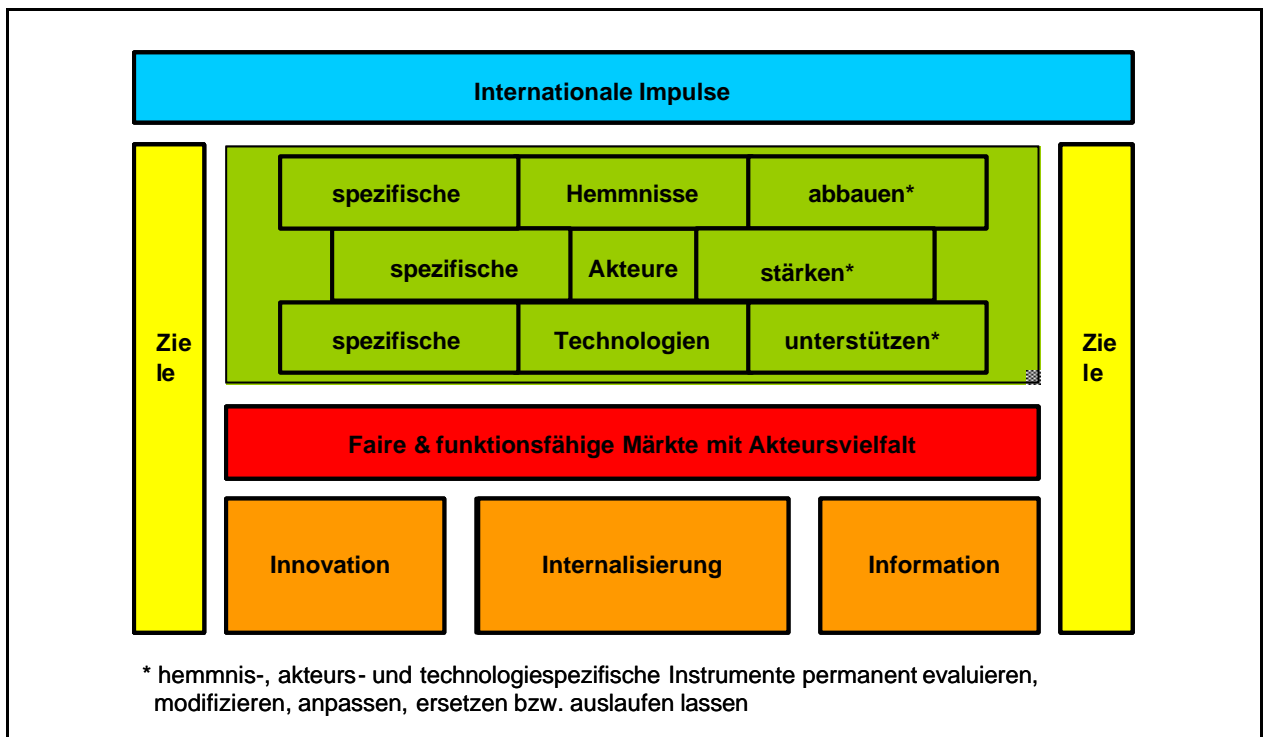 Internationale Impulse
spezifische Hemmnisse abbauen*
spezifische Akteure stärken*
spezifische Technologien unterstützen*
Zie
le
Zie
le
Faire & funktionsfähige Märkte mit Akteursvielfalt
Innovation Internalisierung Information
* hemmnis-, akteurs- und technologiespezifische Instrumente permanent evaluieren,
modifizieren, anpassen, ersetzen bzw. auslaufen lassen